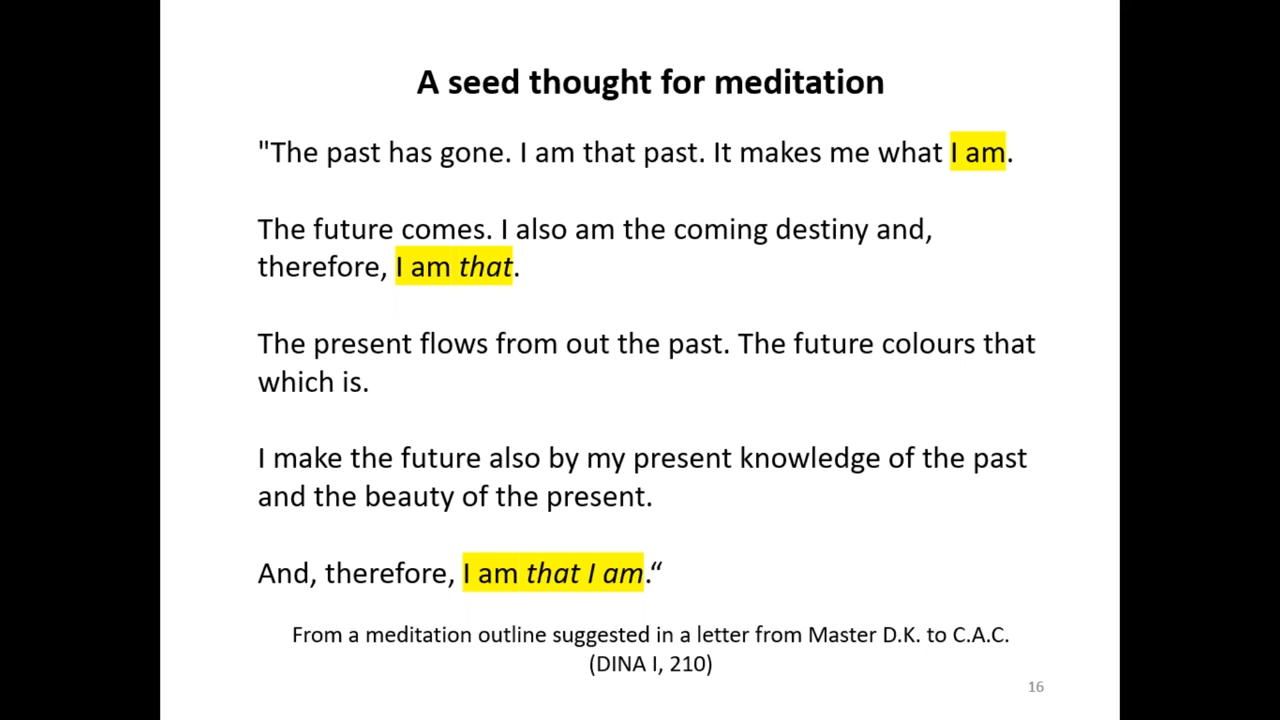 A seed thought for meditation
"The past has gone. I am that past. It makes me what I am.
The future comes. I also am the coming destiny and,
therefore, I am that.
The present flows from out the past. The future colours that
which is.
I make the future also by my present knowledge of the past
and the beauty of the present.
And, therefore, I am that I am.“
From a meditation outline suggested in a letter from Master D.K. to C.A.C.
(DINA I, 210)
16